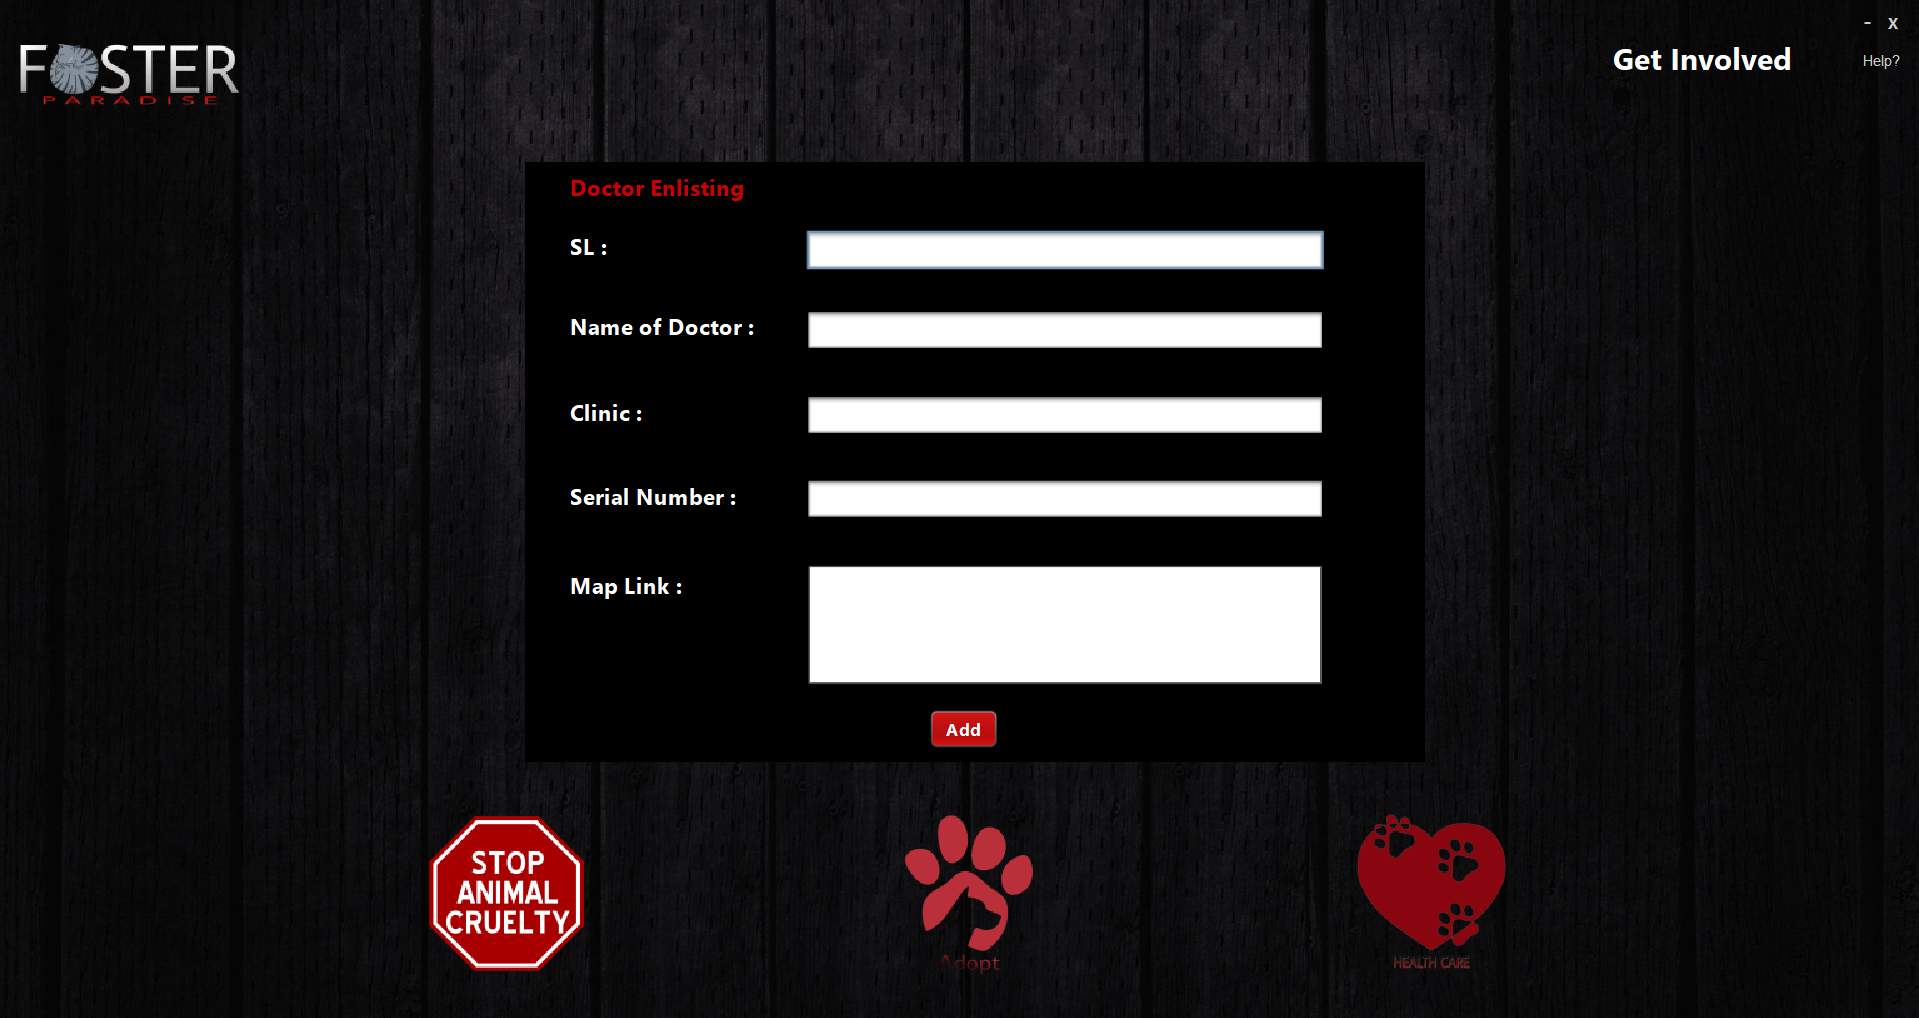 - x
FOSTER
PARADISE
Get Involved
Help?
Doctor Enlisting
SL :
Name of Doctor :
Clinic :
Serial Number :
Map Link :
Add
STOP
ANIMAL
CRUELTY
Adopt
HEALTH CARE